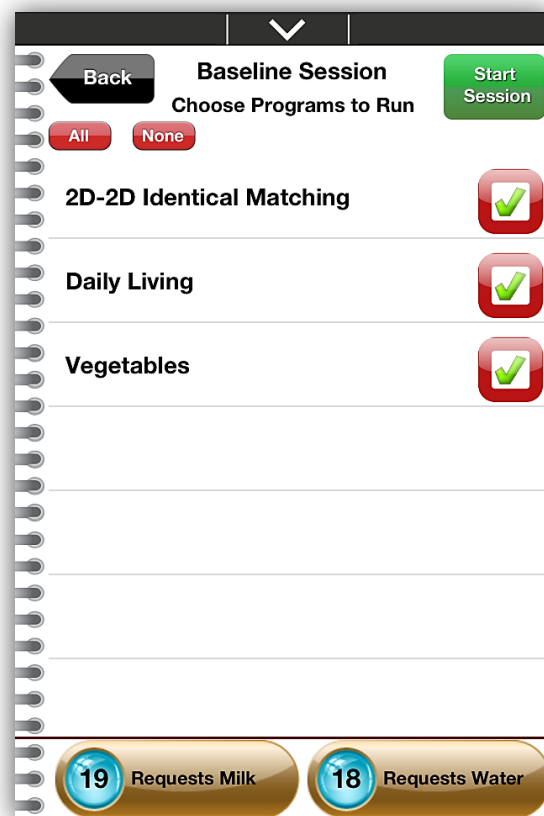 Back
Baseline Session
Choose Programs to Run
Start
Session
All
None
2D-2D Identical Matching
Daily Living
Vegetables
19 Requests Milk
18 Requests Water